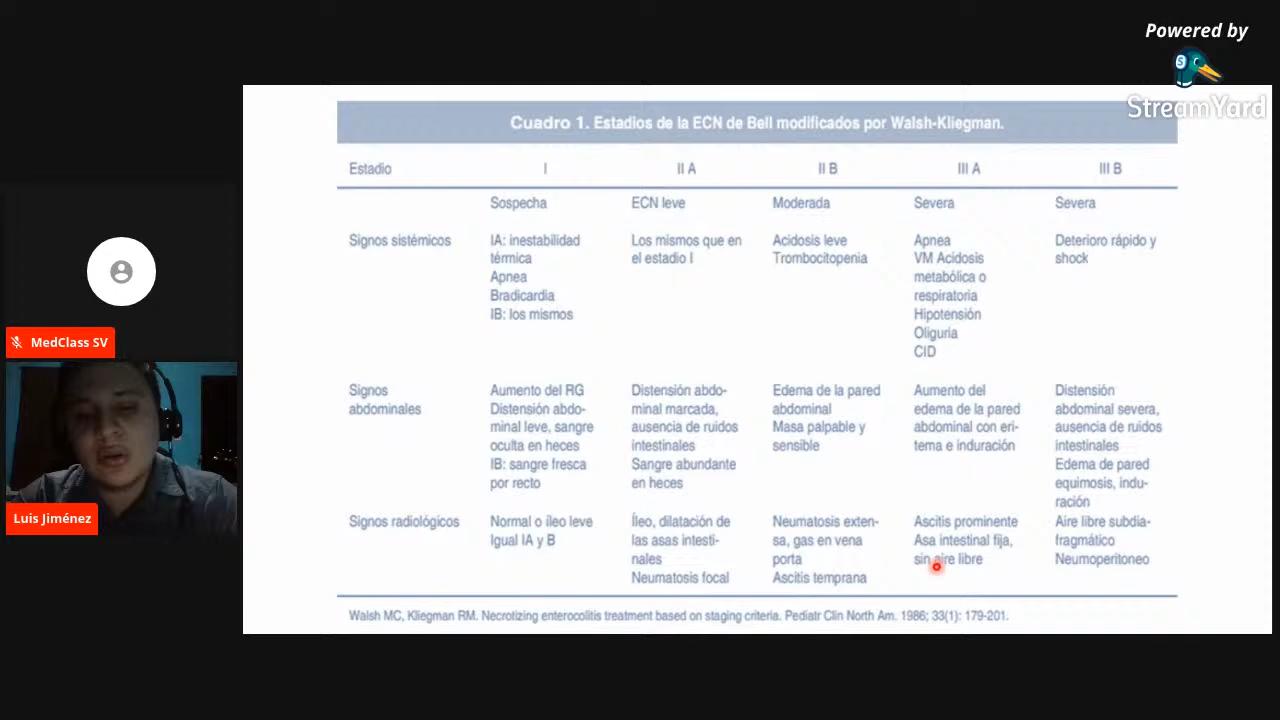 Powered by
StreamYard
Cuadro 1. Estadios de la ECN de Bell modificados por Walsh-Kliegman.
Estadio I II A II B III A III B
Sospecha ECN leve Moderada Severa Severa
Signos sistémicos IA: inestabilidad Los mismos que en Acidosis leve Apnea Deterioro rápido y
térmica el estadio I Trombocitopenia VM Acidosis shock
Apnea metabólica o
Bradicardia respiratoria
IB: los mismos Hipotensión
Oliguria
CID
Signos Aumento del RG Distensión abdo- Edema de la pared Aumento del Distensión
abdominales Distensión abdo- minal marcada, abdominal edema de la pared abdominal severa,
minal leve, sangre ausencia de ruidos Masa palpable y abdominal con eri- ausencia de ruidos
oculta en heces intestinales sensible tema e induración intestinales
IB: sangre fresca Sangre abundante Edema de pared
por recto en heces equimosis, indu-
ración
Signos radiológicos Normal o íleo leve Íleo, dilatación de Neumatosis exten- Ascitis prominente Aire libre subdia-
Igual IA y B las asas intesti- sa, gas en vena Asa intestinal fija, fragmático
nales porta sin aire libre Neumoperitoneo
Neumatosis focal Ascitis temprana
Walsh MC, Kliegman RM. Necrotizing enterocolitis treatment based on staging criteria. Pediatr Clin North Am. 1986; 33(1): 179-201.
MedClass SV
Luis Jiménez